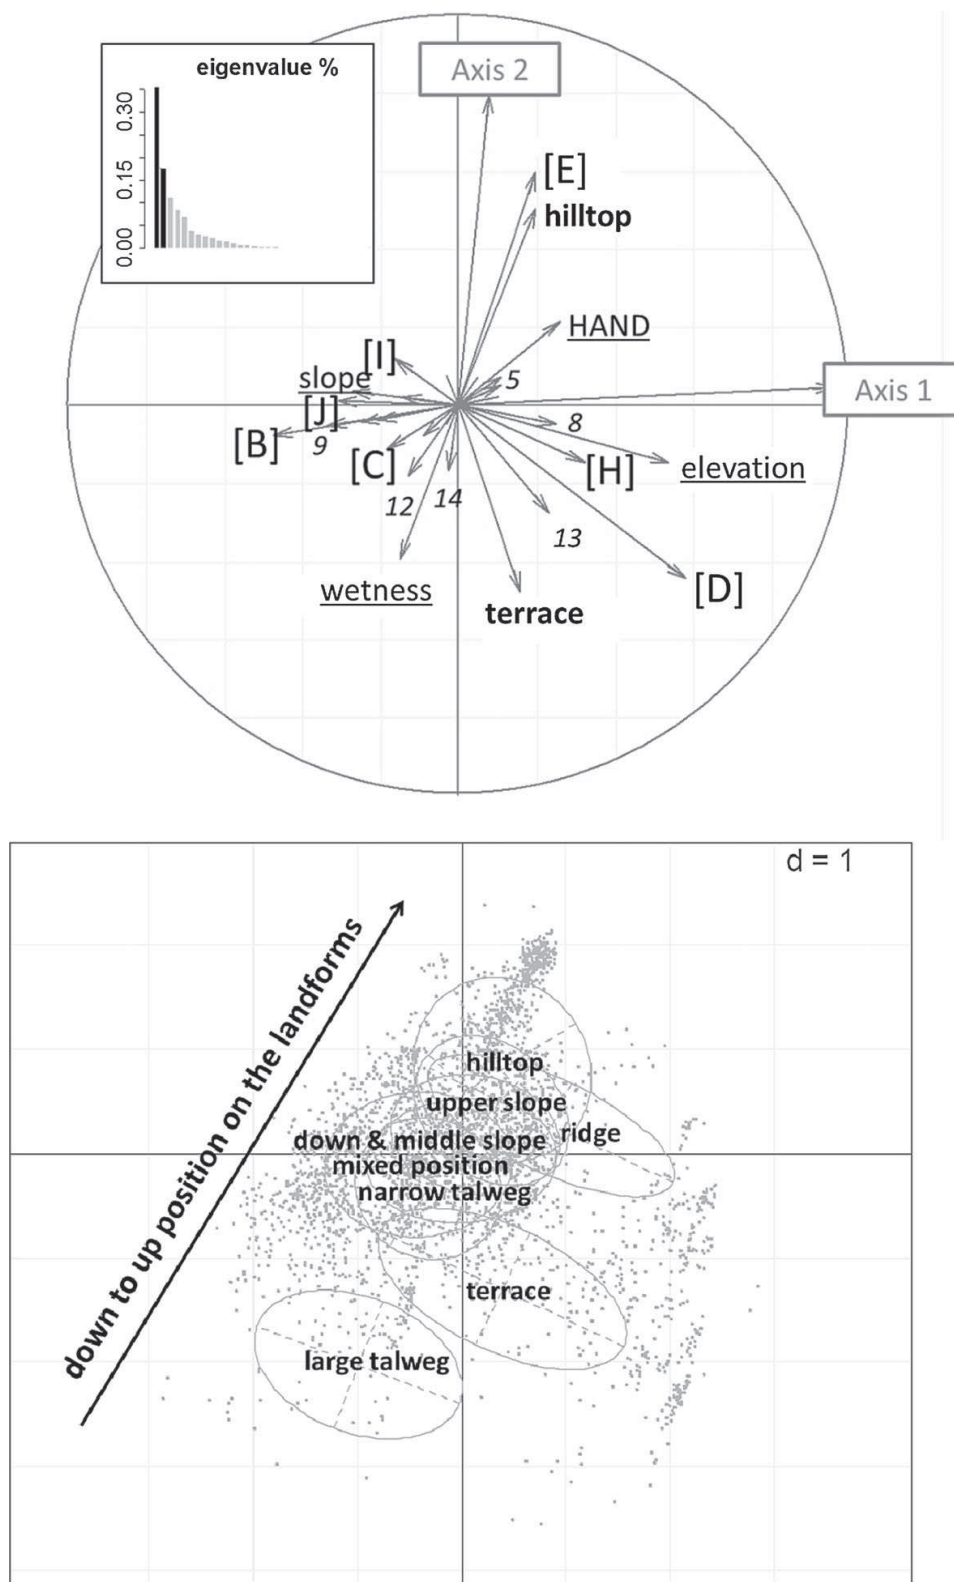 eigenvalue %
0.30
0.15
0.00
Axis 2
[E]
hilltop
HAND
[I]
5
slope
Axis 1
[J]
8
[B]
9
[C]
[H]
elevation
12
14
13
[D]
wetness
terrace
d = 1
down to up position on the landforms
hilltop
upper slope
ridge
down & middle slope
mixed position
narrow talweg
terrace
large talweg